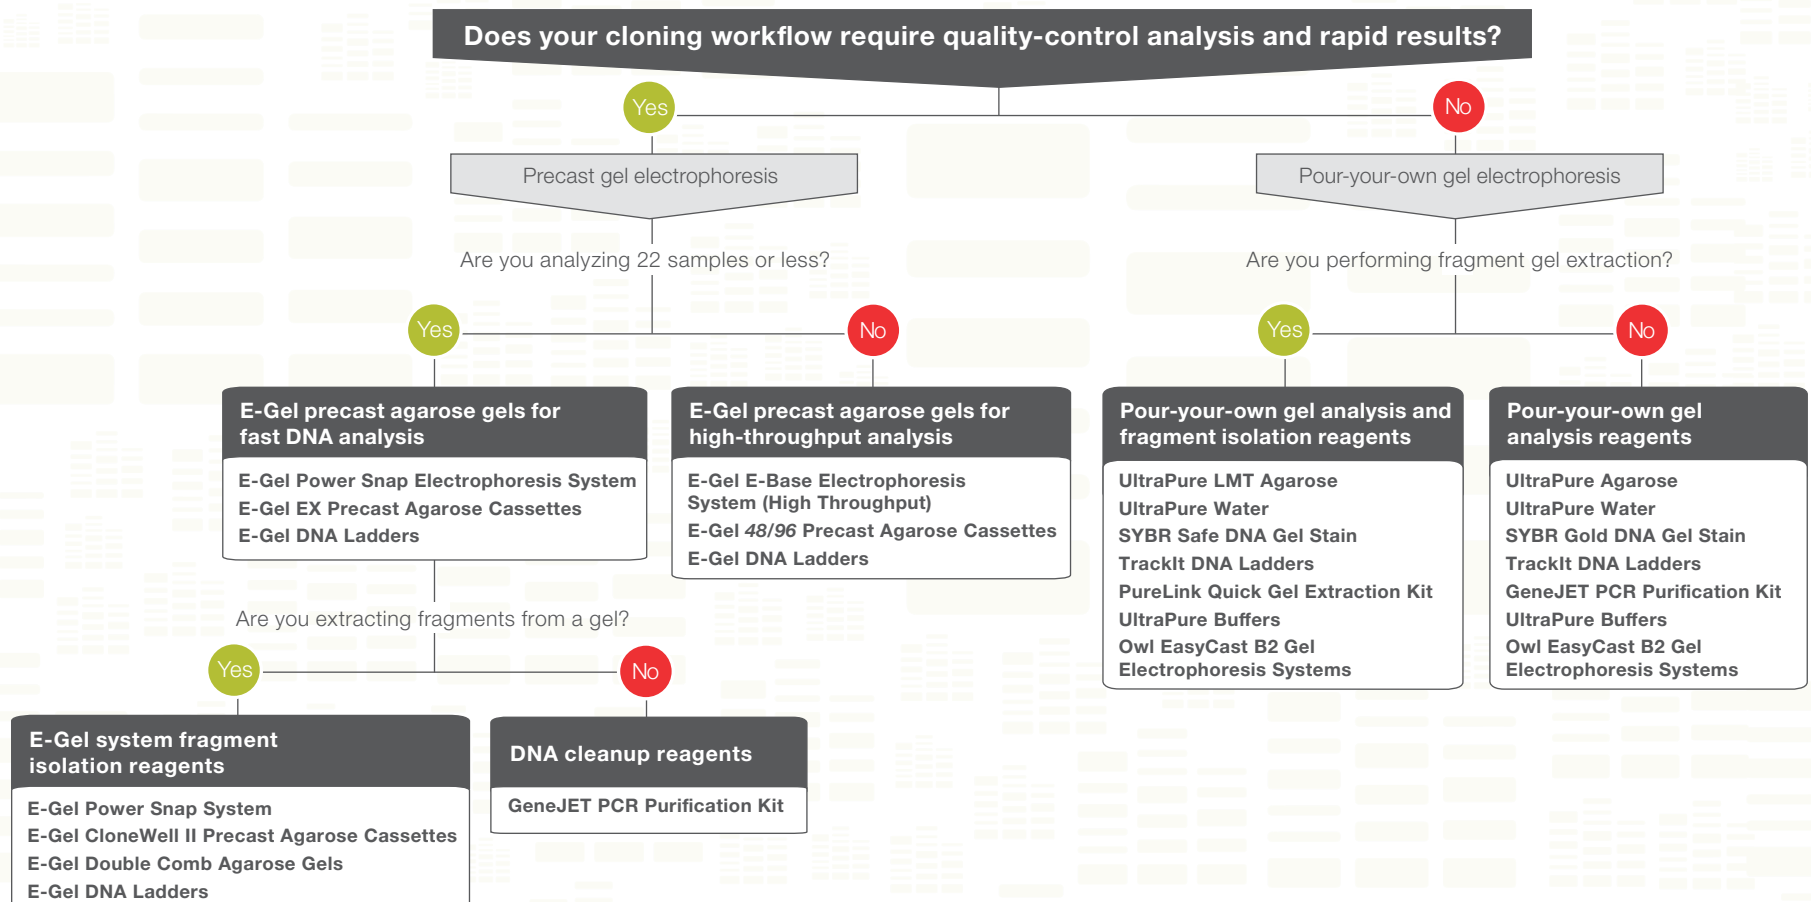 Does your cloning workflow require quality-control analysis and rapid results?
Yes
No
Precast gel electrophoresis
Pour-your-own gel electrophoresis
Are you analyzing 22 samples or less?
Are you performing fragment gel extraction?
Yes
No
Yes
No
E-Gel precast agarose gels for
fast DNA analysis
E-Gel Power Snap Electrophoresis System
E-Gel EX Precast Agarose Cassettes
E-Gel DNA Ladders
E-Gel precast agarose gels for
high-throughput analysis
E-Gel E-Base Electrophoresis
System (High Throughput)
E-Gel 48/96 Precast Agarose Cassettes
E-Gel DNA Ladders
Pour-your-own gel analysis and
fragment isolation reagents
UltraPure LMT Agarose
UltraPure Water
SYBR Safe DNA Gel Stain
TrackIt DNA Ladders
PureLink Quick Gel Extraction Kit
UltraPure Buffers
Owl EasyCast B2 Gel
Electrophoresis Systems
Pour-your-own gel
analysis reagents
UltraPure Agarose
UltraPure Water
SYBR Gold DNA Gel Stain
TrackIt DNA Ladders
GeneJET PCR Purification Kit
UltraPure Buffers
Owl EasyCast B2 Gel
Electrophoresis Systems
Are you extracting fragments from a gel?
Yes
No
E-Gel system fragment
isolation reagents
E-Gel Power Snap System
E-Gel CloneWell II Precast Agarose Cassettes
E-Gel Double Comb Agarose Gels
E-Gel DNA Ladders
DNA cleanup reagents
GeneJET PCR Purification Kit